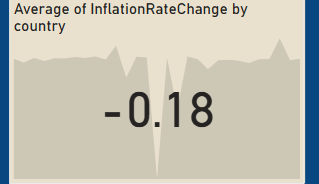 Average of InflationRateChange by
country
-0.18